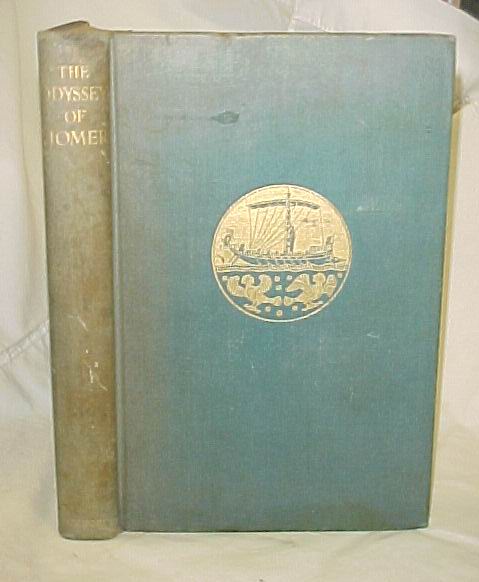 THE
ODYSSEY
OF
HOMER